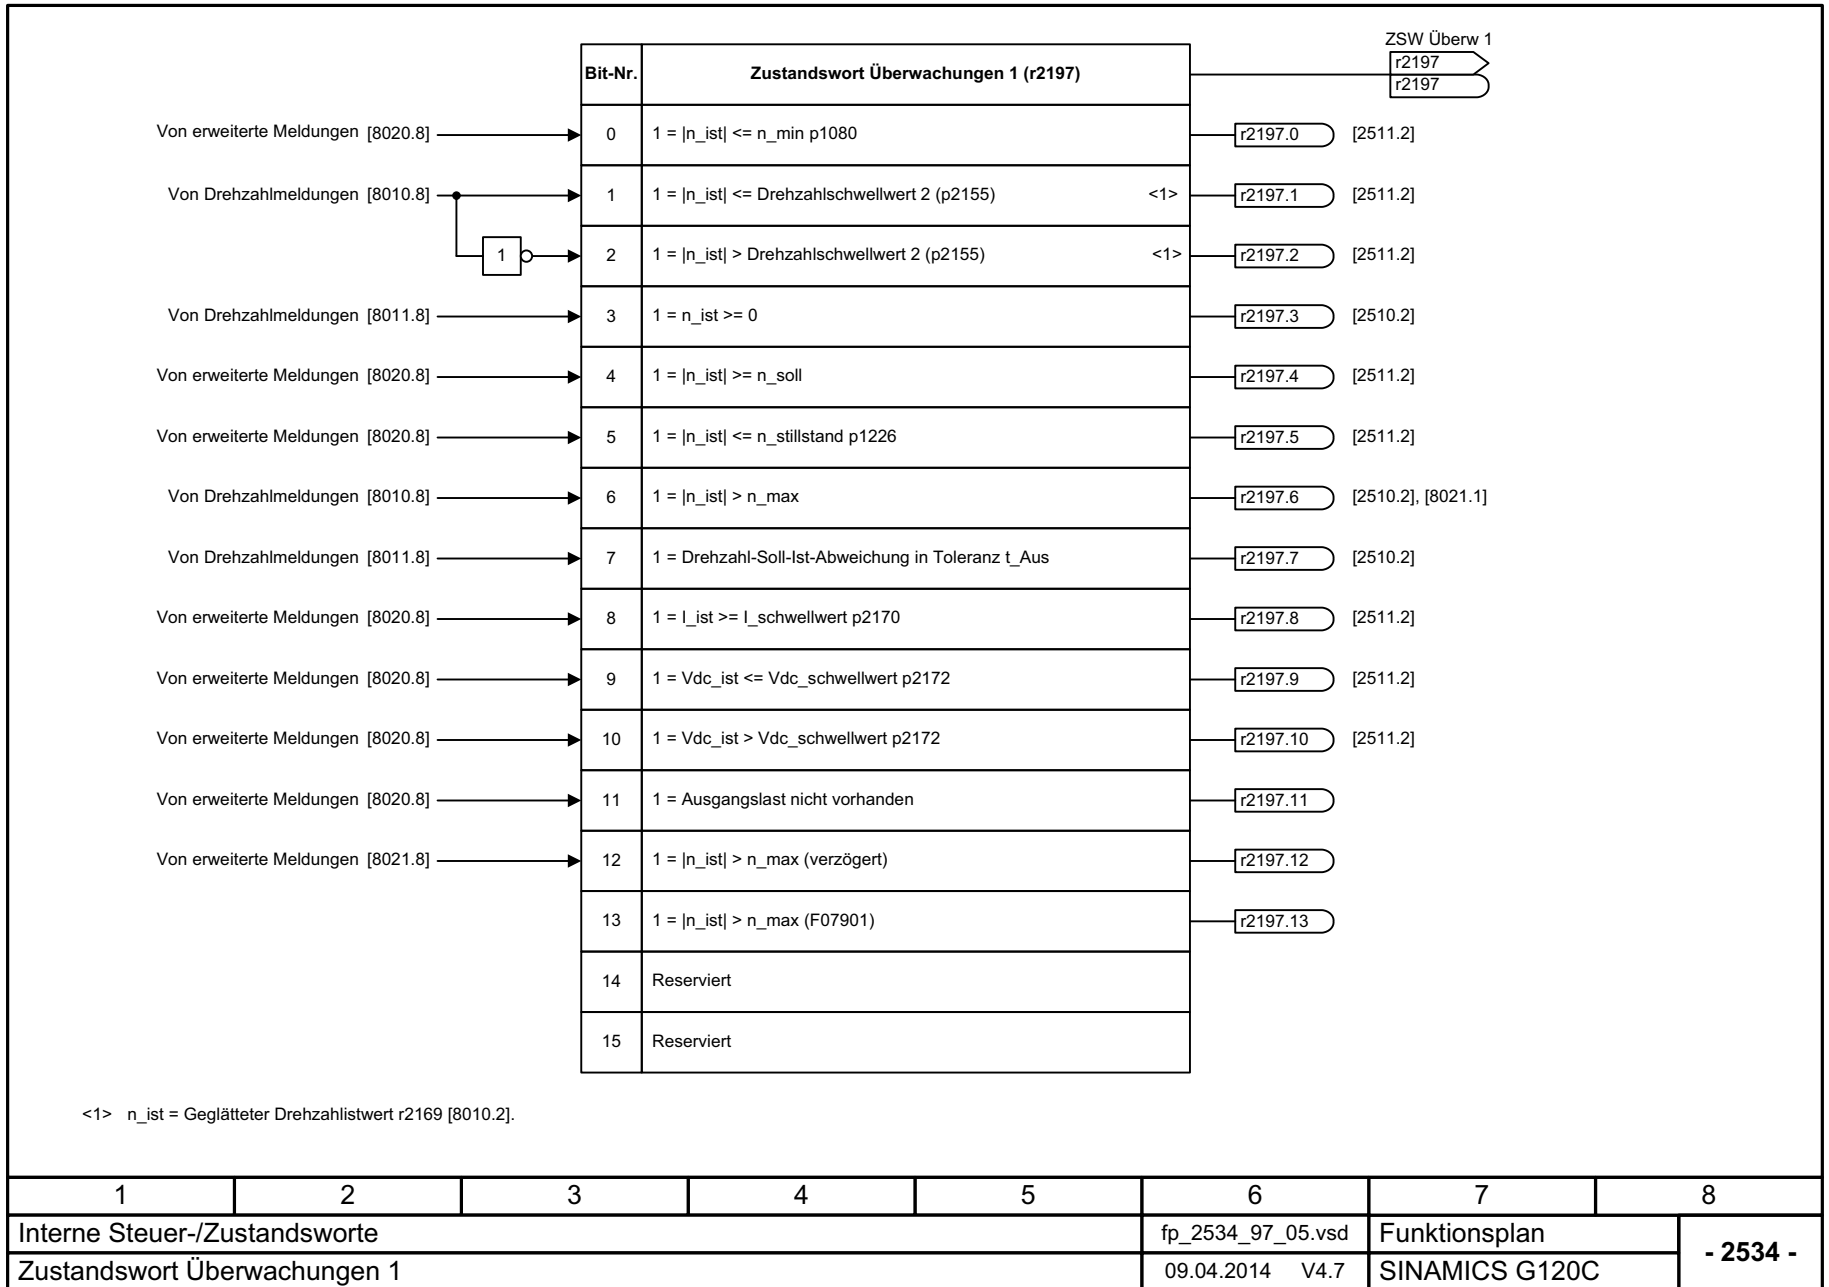 ZSW Überw 1
Bit-Nr. Zustandswort Überwachungen 1 (r2197) r2197
r2197
Von erweiterte Meldungen [8020.8] 0 1 = |n_ist| <= n_min p1080 r2197.0 [2511.2]
Von Drehzahlmeldungen [8010.8] 1 1 = |n_ist| <= Drehzahlschwellwert 2 (p2155) <1> r2197.1 [2511.2]
1 2 1 = |n_ist| > Drehzahlschwellwert 2 (p2155) <1> r2197.2 [2511.2]
Von Drehzahlmeldungen [8011.8] 3 1 = n_ist >= 0 r2197.3 [2510.2]
Von erweiterte Meldungen [8020.8] 4 1 = |n_ist| >= n_soll r2197.4 [2511.2]
Von erweiterte Meldungen [8020.8] 5 1 = |n_ist| <= n_stillstand p1226 r2197.5 [2511.2]
Von Drehzahlmeldungen [8010.8] 6 1 = |n_ist| > n_max r2197.6 [2510.2], [8021.1]
Von Drehzahlmeldungen [8011.8] 7 1 = Drehzahl-Soll-Ist-Abweichung in Toleranz t_Aus r2197.7 [2510.2]
Von erweiterte Meldungen [8020.8] 8 1 = I_ist >= I_schwellwert p2170 r2197.8 [2511.2]
Von erweiterte Meldungen [8020.8] 9 1 = Vdc_ist <= Vdc_schwellwert p2172 r2197.9 [2511.2]
Von erweiterte Meldungen [8020.8] 10 1 = Vdc_ist > Vdc_schwellwert p2172 r2197.10 [2511.2]
Von erweiterte Meldungen [8020.8] 11 1 = Ausgangslast nicht vorhanden r2197.11
Von erweiterte Meldungen [8021.8] 12 1 = |n_ist| > n_max (verzögert) r2197.12
13 1 = |n_ist| > n_max (F07901) r2197.13
14 Reserviert
15 Reserviert
<1> n_ist = Geglätteter Drehzahlistwert r2169 [8010.2].
1 2 3 4 5 6 7 8
Interne Steuer-/Zustandsworte fp_2534_97_05.vsd Funktionsplan - 2534 -
Zustandswort Überwachungen 1 09.04.2014 V4.7 SINAMICS G120C